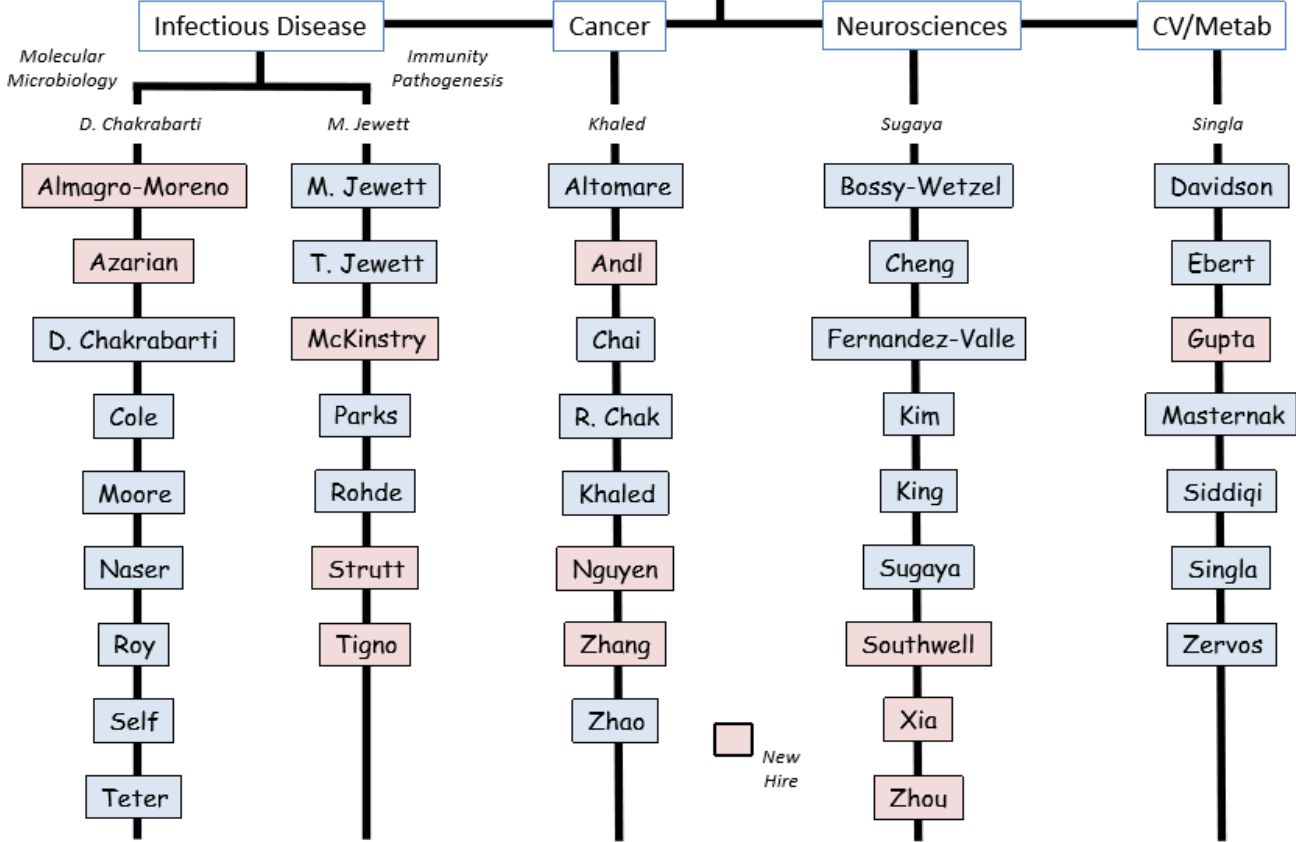 Infectious Disease
Cancer
Neurosciences
CV/Metab
Molecular
Microbiology
Immunity
Pathogenesis
D. Chakrabarti
M. Jewett
Khaled
Sugaya
Singla
Almagro-Moreno
M. Jewett
Altomare
Bossy-Wetzel
Davidson
Azarian
T. Jewett
Andl
Cheng
Ebert
D. Chakrabarti
McKinstry
Chai
Fernandez-Valle
Gupta
Cole
Parks
R. Chak
Kim
Masternak
Moore
Rohde
Khaled
King
Siddiqi
Naser
Strutt
Nguyen
Sugaya
Singla
Roy
Tigno
Zhang
Southwell
Zervos
Self
Zhao
Xia
New
Hire
Teter
Zhou